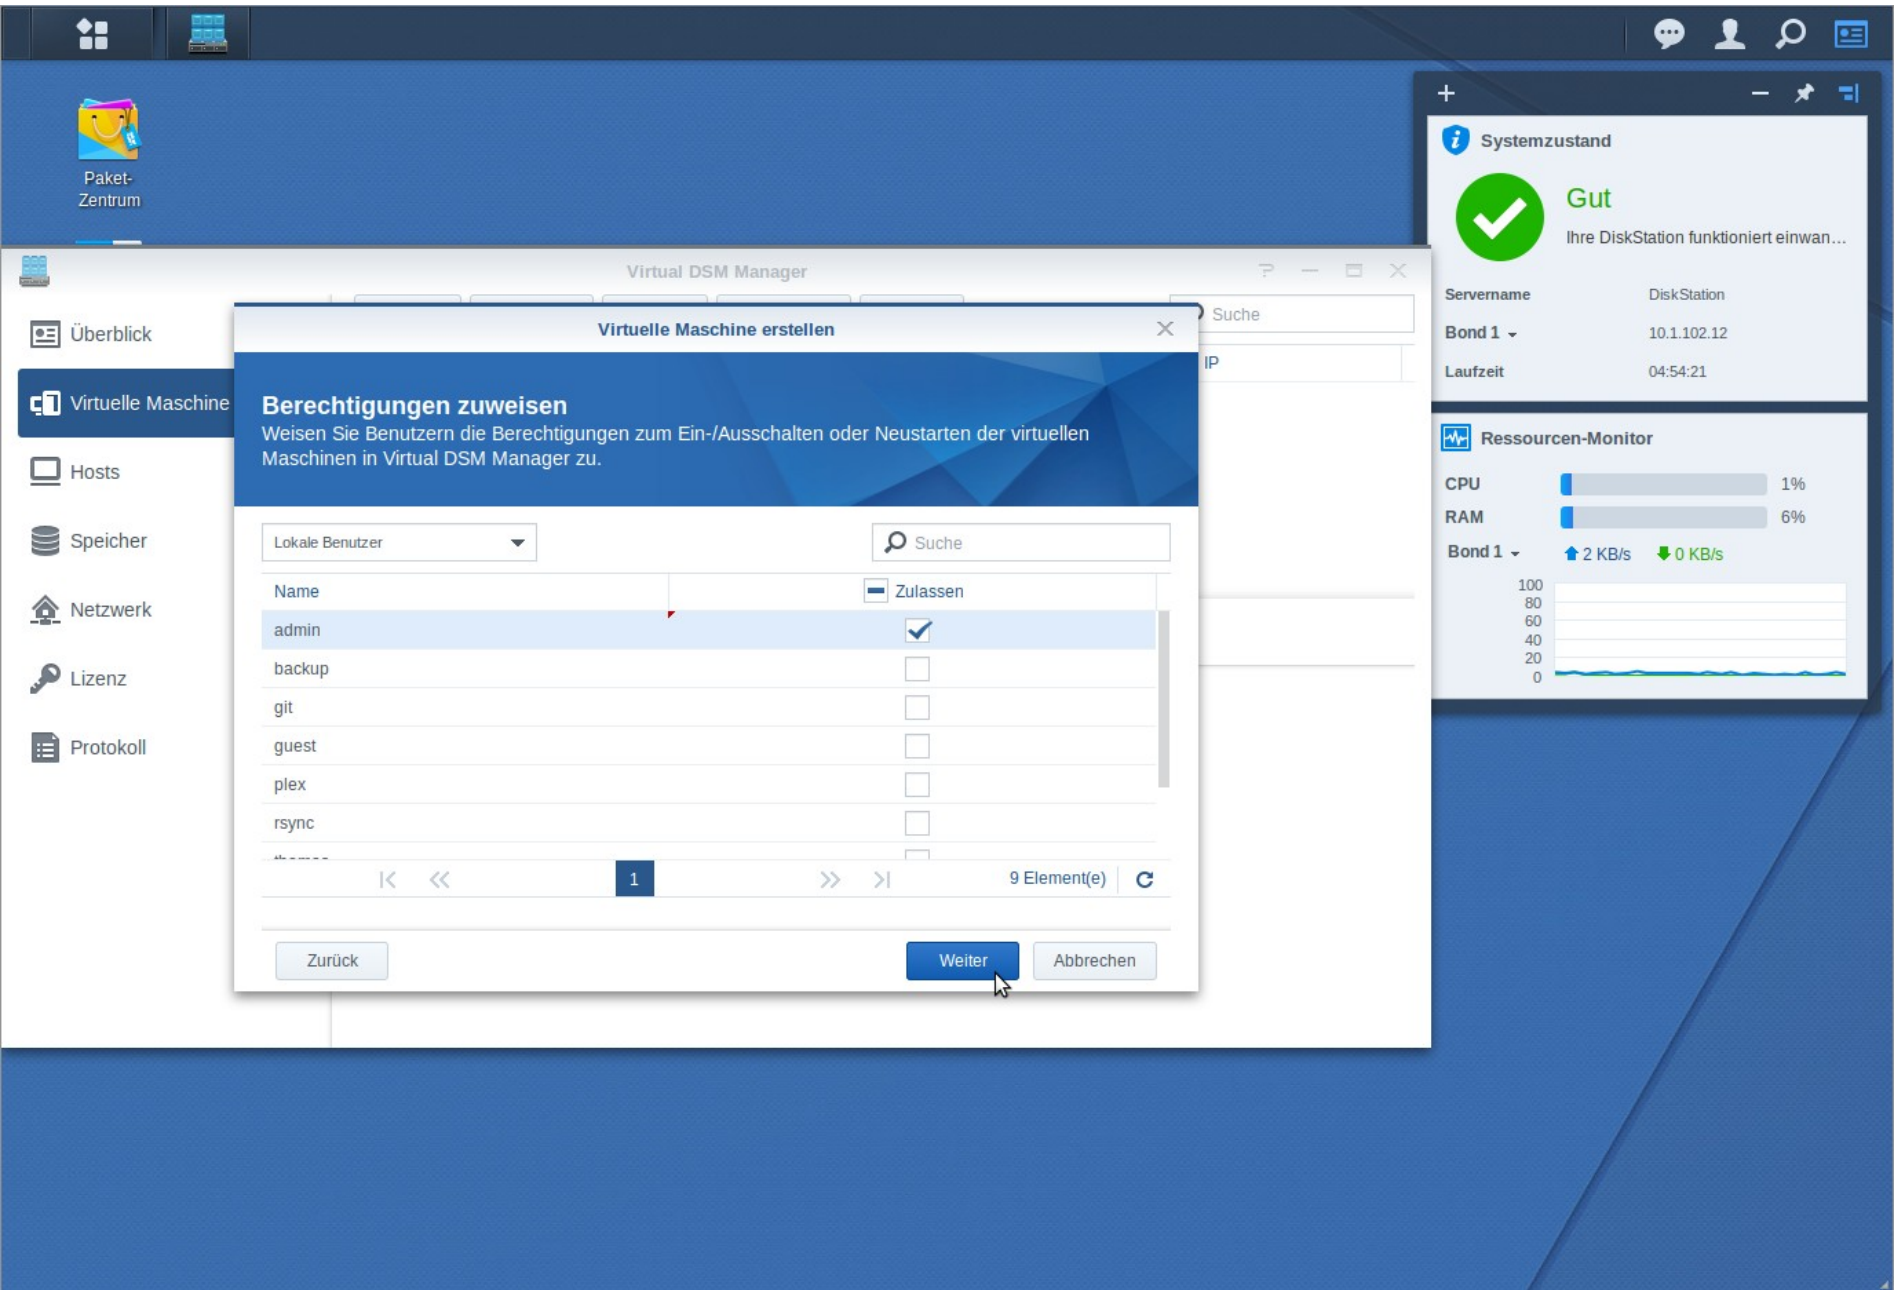 Paket-
Zentrum
Systemzustand
Gut
Ihre DiskStation funktioniert einwan...
Servername DiskStation
Bond 1 10.1.102.12
Laufzeit 04:54:21
Ressourcen-Monitor
CPU 1%
RAM 6%
Bond 1 2 KB/s 0 KB/s
100
80
60
40
20
0
Virtual DSM Manager
Suche
IP
Überblick
Virtuelle Maschine
Hosts
Speicher
Netzwerk
Lizenz
Protokoll
Virtuelle Maschine erstellen
Berechtigungen zuweisen
Weisen Sie Benutzern die Berechtigungen zum Ein-/Ausschalten oder Neustarten der virtuellen
Maschinen in Virtual DSM Manager zu.
Lokale Benutzer Suche
Name Zulassen
admin
backup
git
guest
plex
rsync
1 9 Element(e)
Zurück Weiter Abbrechen